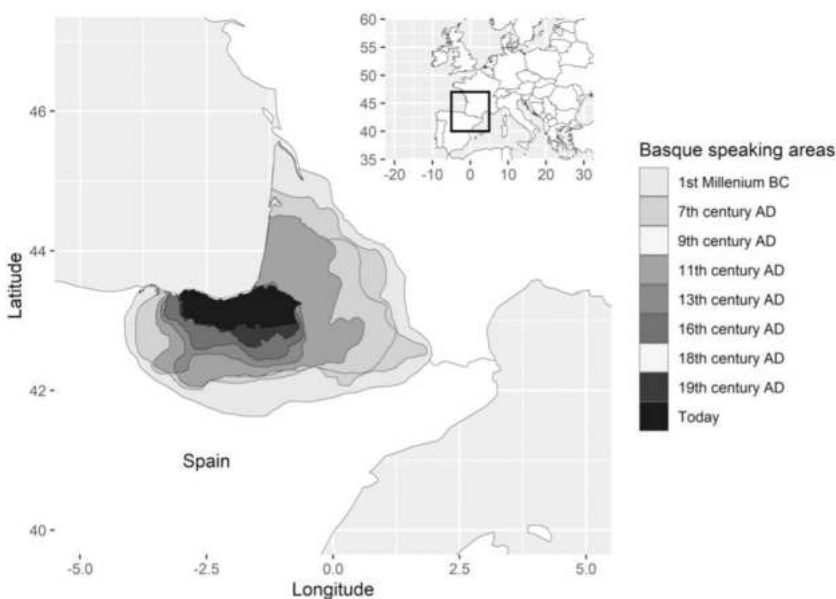 60
55
50
45
40
35
-20
-10
0
10
20
30
46
44
42
40
Latitude
Spain
-5.0
-2.5
0.0
2.5
5.0
Longitude
Basque speaking areas
1st Millenium BC
7th century AD
9th century AD
11th century AD
13th century AD
16th century AD
18th century AD
19th century AD
Today